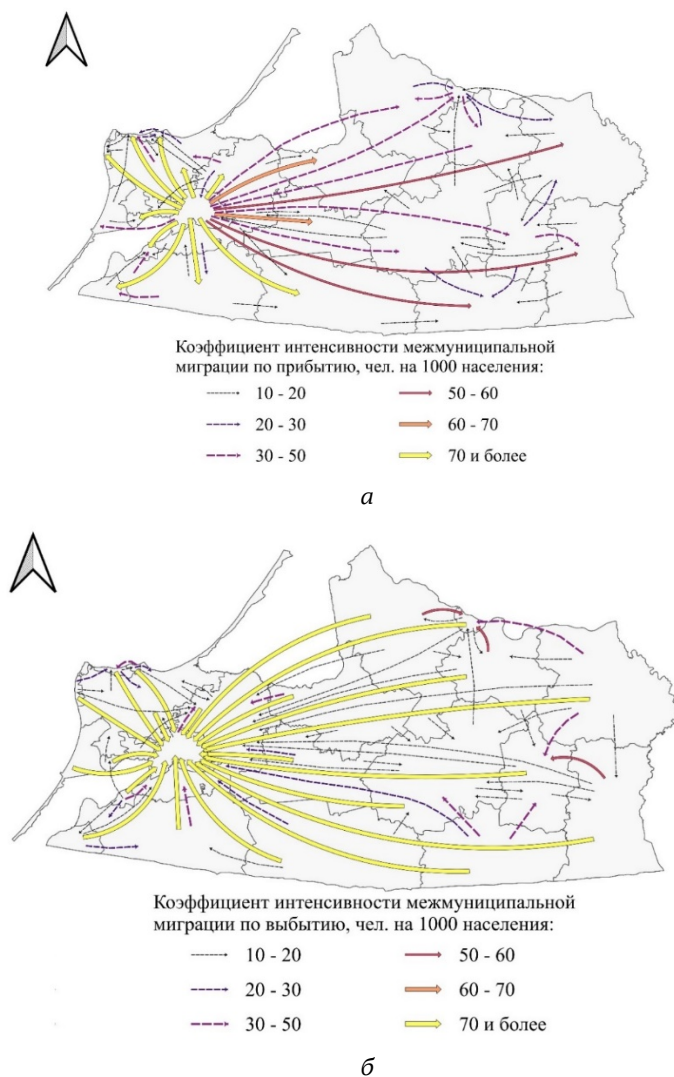 Коэффициент интенсивности межмуниципальной
миграции по прибытию, чел. на 1000 населения:
10 - 20
50 - 60
20 - 30
60 - 70
30 - 50
70 и более
а
Коэффициент интенсивности межмуниципальной
миграции по выбытию, чел. на 1000 населения:
10 - 20
50 - 60
20 - 30
60 - 70
30 - 50
70 и более
б